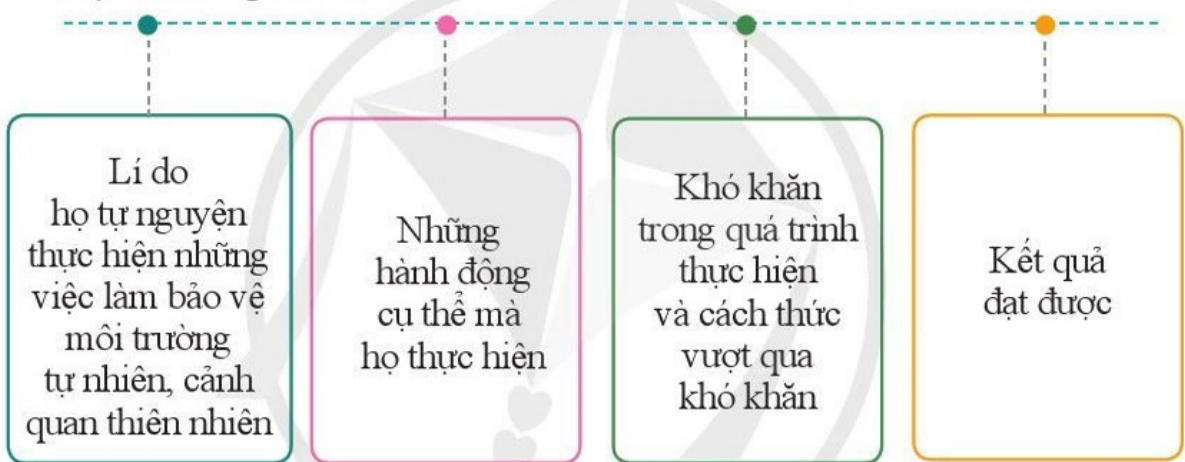 Lí do
họ tự nguyện
thực hiện những
việc làm bảo vệ
môi trường
tự nhiên, cảnh
quan thiên nhiên
Những
hành động
cụ thể mà
họ thực hiện
Khó khăn
trong quá trình
thực hiện
và cách thức
vượt qua
khó khăn
Kết quả
đạt được